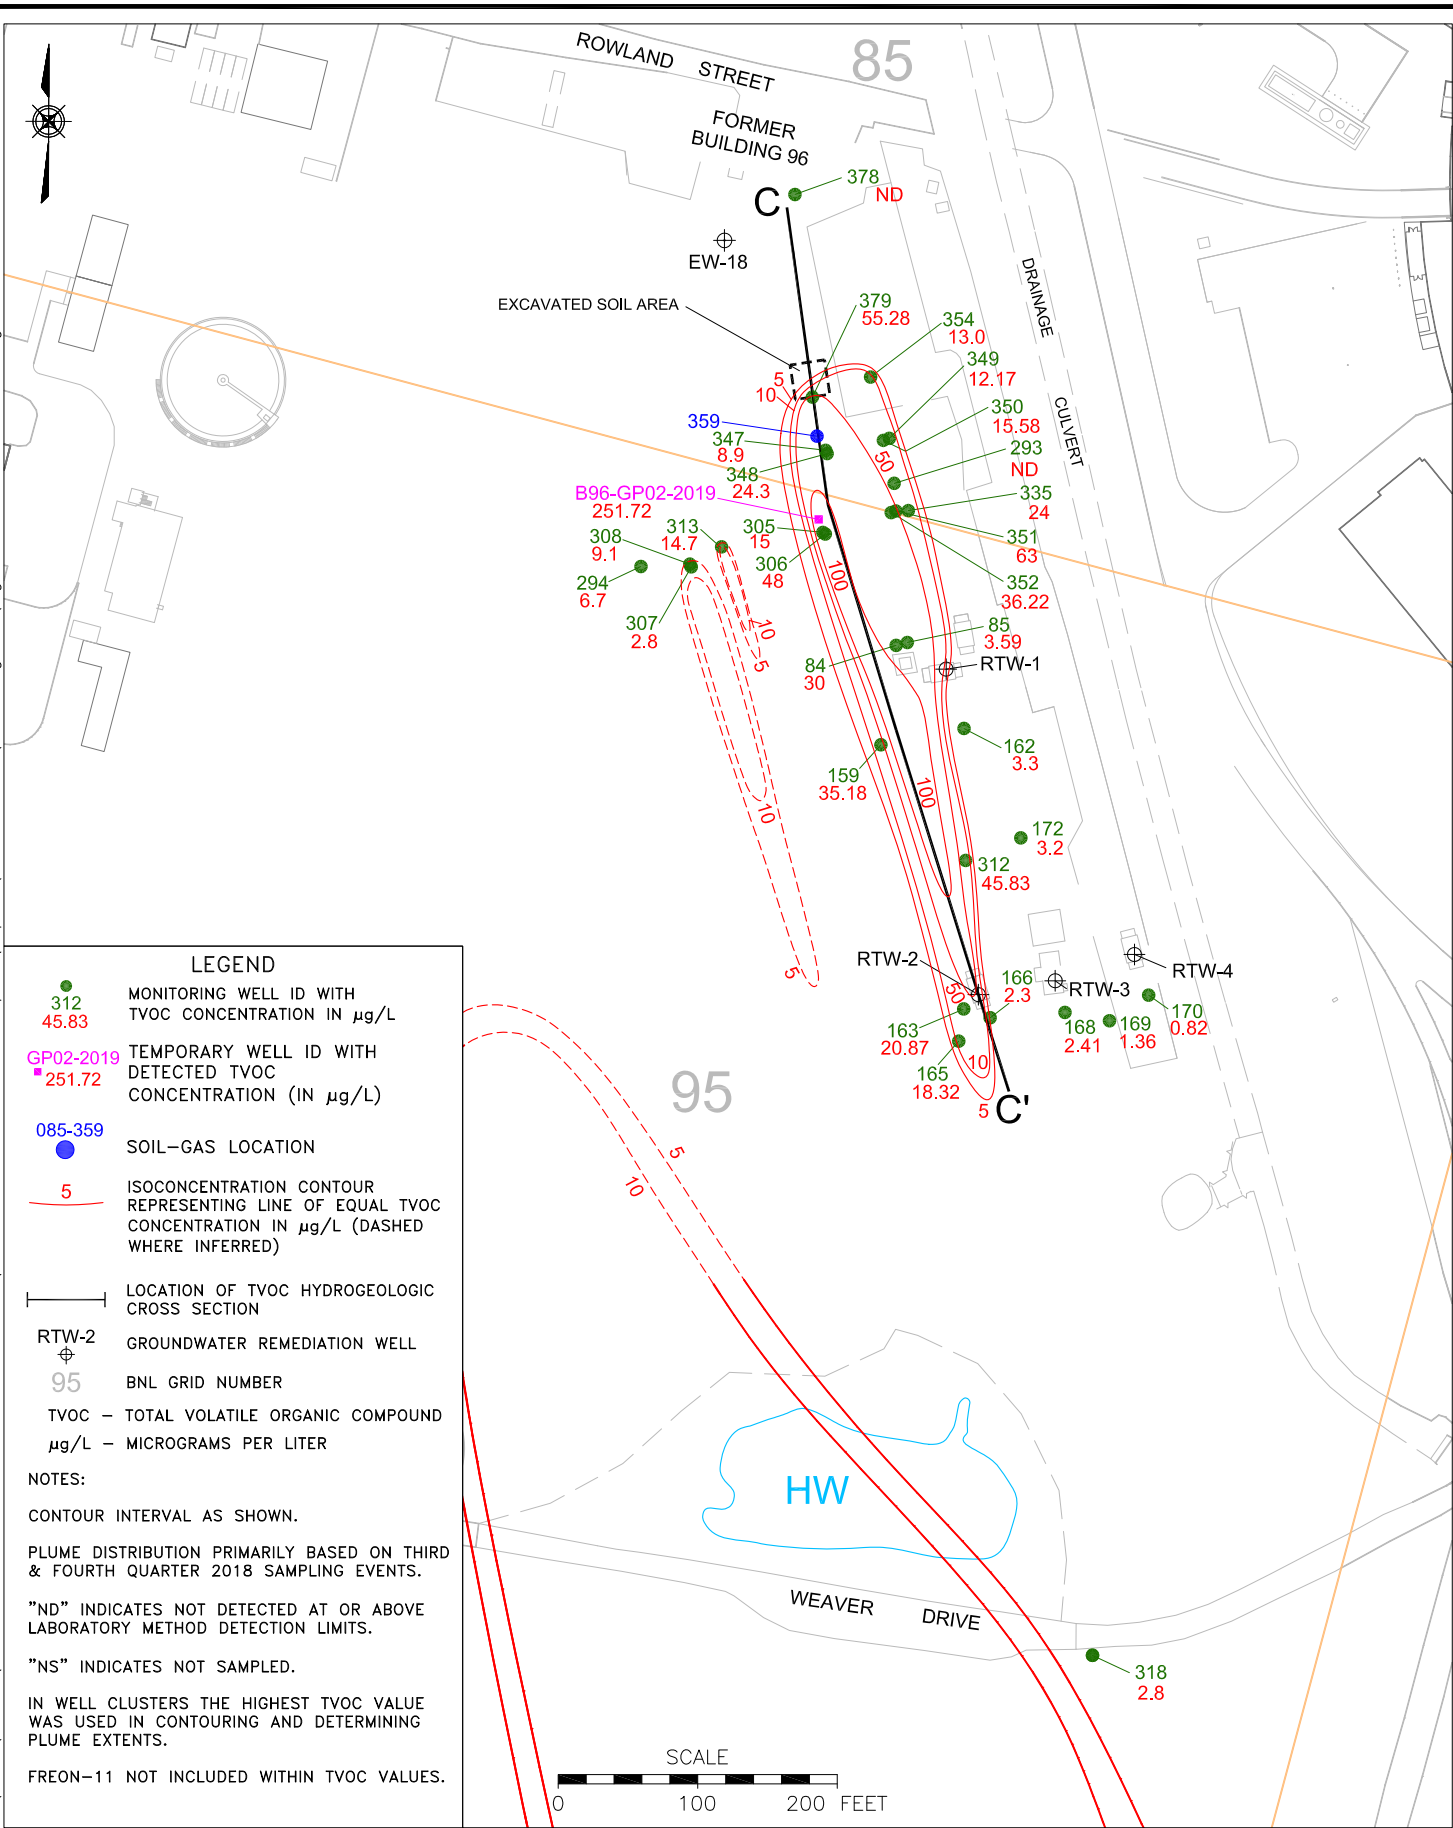 ROWLAND STREET
85
FORMER
BUILDING 96
378
ND
C
EW-18
EXCAVATED SOIL AREA
DRAINAGE
CULVERT
379
55.28
354
13.0
349
12.17
350
15.58
293
ND
335
24
351
63
352
36.22
5
10
50
359
347
8.9
348
24.3
B96-GP02-2019
251.72
308
9.1
313
14.7
305
15
306
48
294
6.7
307
2.8
100
10
5
85
3.59
84
30
RTW-1
162
3.3
159
35.18
100
10
172
3.2
312
45.83
5
RTW-2
166
2.3
50
RTW-3
RTW-4
163
20.87
165
18.32
10
168
2.41
169
1.36
170
0.82
5
C'
95
5
10
HW
WEAVER DRIVE
318
2.8
SCALE
0 100 200 FEET
LEGEND
312
45.83
MONITORING WELL ID WITH
TVOC CONCENTRATION IN µg/L
GP02-2019
251.72
TEMPORARY WELL ID WITH
DETECTED TVOC
CONCENTRATION (IN µg/L)
085-359
SOIL-GAS LOCATION
5
ISOCONCENTRATION CONTOUR
REPRESENTING LINE OF EQUAL TVOC
CONCENTRATION IN µg/L (DASHED
WHERE INFERRED)
LOCATION OF TVOC HYDROGEOLOGIC
CROSS SECTION
RTW-2
GROUNDWATER REMEDIATION WELL
95
BNL GRID NUMBER
TVOC - TOTAL VOLATILE ORGANIC COMPOUND
µg/L - MICROGRAMS PER LITER
NOTES:
CONTOUR INTERVAL AS SHOWN.
PLUME DISTRIBUTION PRIMARILY BASED ON THIRD
& FOURTH QUARTER 2018 SAMPLING EVENTS.
"ND" INDICATES NOT DETECTED AT OR ABOVE
LABORATORY METHOD DETECTION LIMITS.
"NS" INDICATES NOT SAMPLED.
IN WELL CLUSTERS THE HIGHEST TVOC VALUE
WAS USED IN CONTOURING AND DETERMINING
PLUME EXTENTS.
FREON-11 NOT INCLUDED WITHIN TVOC VALUES.